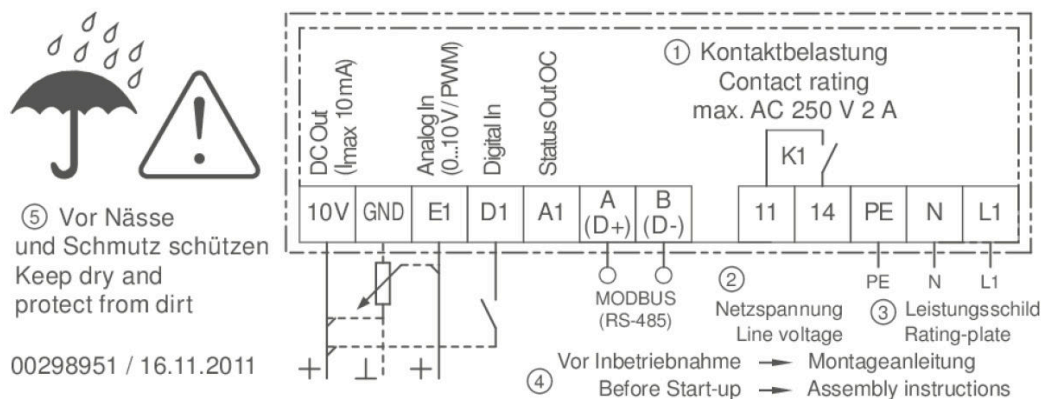 ① Kontaktbelastung
Contact rating
max. AC 250 V 2 A
DC Out
(Imax 10mA)
Analog In
(0...10 V / PWM)
Digital In
Status Out OC
K1
10V GND E1 D1 A1 A (D+) B (D-) 11 14 PE N L1
⑤ Vor Nässe
und Schmutz schützen
Keep dry and
protect from dirt
MODBUS
(RS-485)
PE N L1
② Netzspannung
Line voltage
③ Leistungsschild
Rating-plate
④ Vor Inbetriebnahme → Montageanleitung
Before Start-up → Assembly instructions
00298951 / 16.11.2011
+ ⊥ +